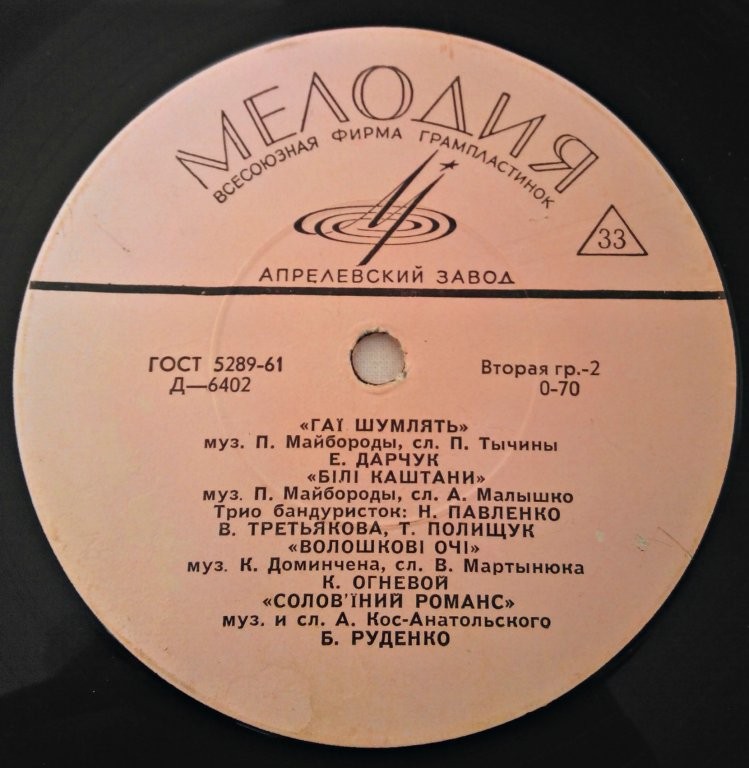 МЕЛОДИЯ
ВСЕСОЮЗНАЯ ФИРМА ГРАМПЛАСТИНОК
33
АПРЕЛЕВСКИЙ ЗАВОД
ГОСТ 5289-61
Д—6402
Вторая гр.-2
0-70
«ГАЇ ШУМЛЯТЬ»
муз. П. Майбороды, сл. П. Тычины
Е. ДАРЧУК
«БІЛІ КАШТАНИ»
муз. П. Майбороды, сл. А. Малышко
Трио бандуристок: Н. ПАВЛЕНКО
В. ТРЕТЬЯКОВА, Т. ПОЛИЩУК
«ВОЛОШКОВІ ОЧІ»
муз. К. Доминчена, сл. В. Мартынюка
К. ОГНЕВОЙ
«СОЛОВ'ЇНИЙ РОМАНС»
муз. и сл. А. Кос-Анатольского
Б. РУДЕНКО